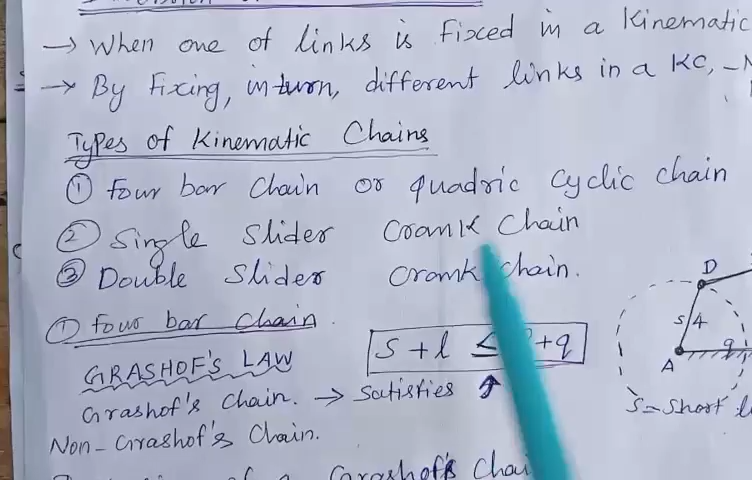 → When one of links is fixed in a Kinematic
→ By Fixing, in turn, different links in a KC, -
Types of Kinematic Chains
① Four bar Chain or quadric cyclic chain
② Single Slider Crank Chain
③ Double Slider Crank Chain.
① Four bar Chain
GRASHOF'S LAW
S + l ≤ +q
Grashof's Chain. → Satisfies
Non-Grashof's Chain.
Grashof's Chai
D
s/4
A
q
S=Short l